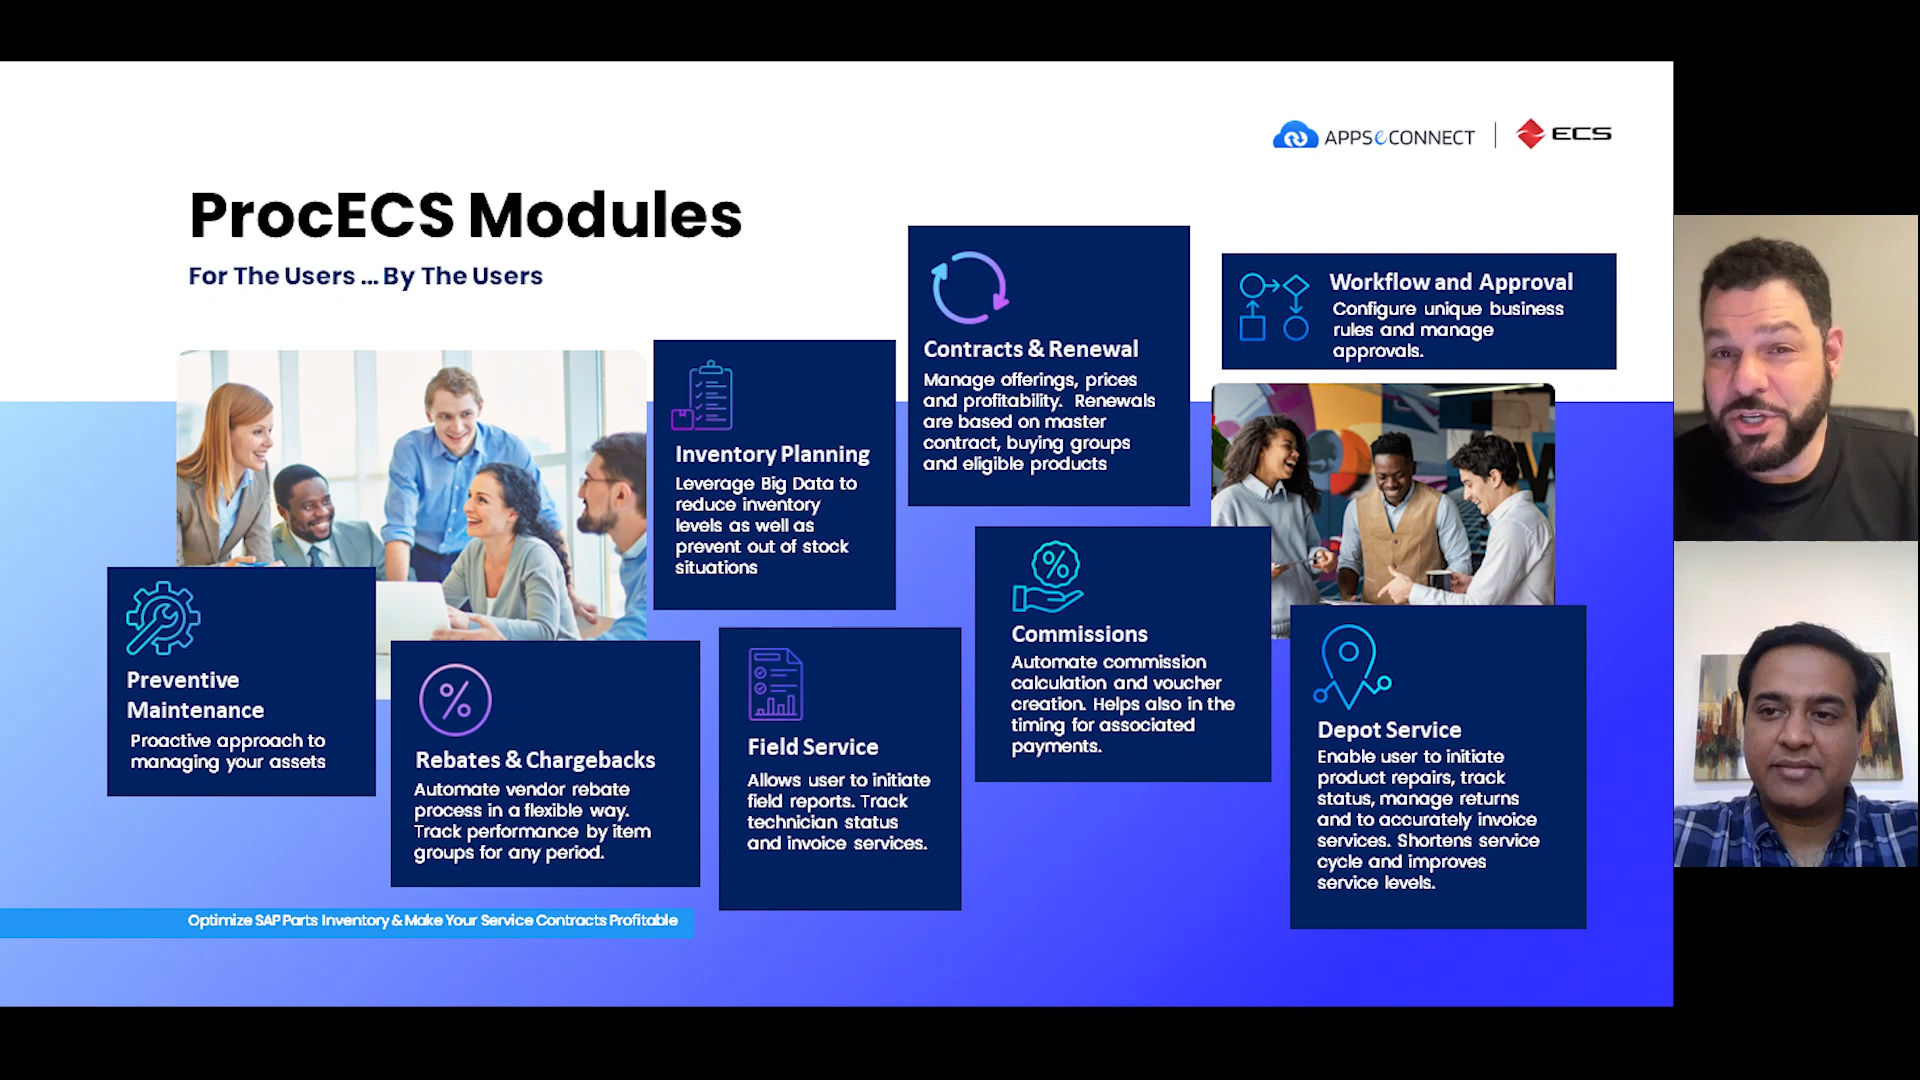 APPSeCONNECT
ECS
ProcECS Modules
For The Users ... By The Users
Contracts & Renewal
Manage offerings, prices
and profitability. Renewals
are based on master
contract, buying groups
and eligible products
Workflow and Approval
Configure unique business
rules and manage
approvals.
Inventory Planning
Leverage Big Data to
reduce inventory
levels as well as
prevent out of stock
situations
Preventive
Maintenance
Proactive approach to
managing your assets
Rebates & Chargebacks
Automate vendor rebate
process in a flexible way.
Track performance by item
groups for any period.
Field Service
Allows user to initiate
field reports. Track
technician status
and invoice services.
Commissions
Automate commission
calculation and voucher
creation. Helps also in the
timing for associated
payments.
Depot Service
Enable user to initiate
product repairs, track
status, manage returns
and to accurately invoice
services. Shortens service
cycle and improves
service levels.
Optimize SAP Parts Inventory & Make Your Service Contracts Profitable